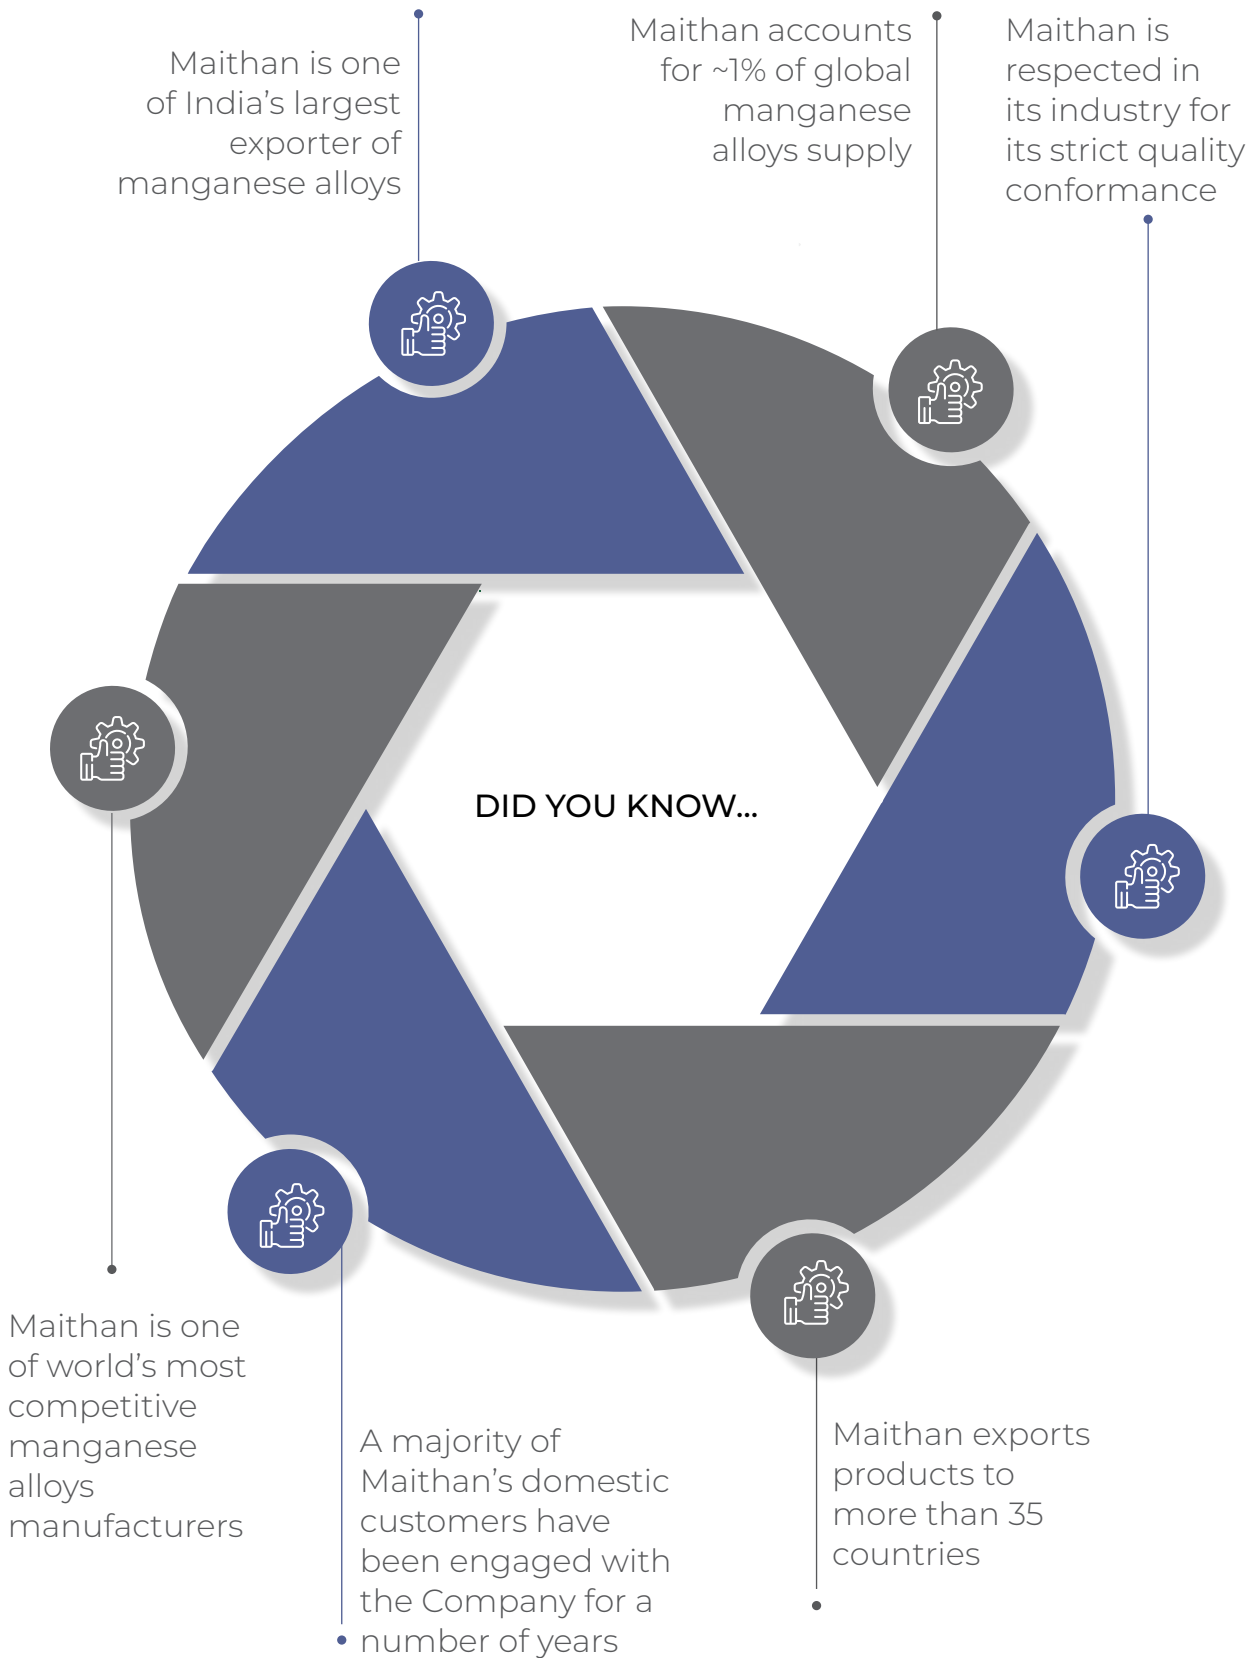 Maithan is one
of India's largest
exporter of
manganese alloys
Maithan accounts
for ~1% of global
manganese
alloys supply
Maithan is
respected in
its industry for
its strict quality
conformance
DID YOU KNOW...
Maithan is one
of world's most
competitive
manganese
alloys
manufacturers
A majority of
Maithan's domestic
customers have
been engaged with
the Company for a
number of years
Maithan exports
products to
more than 35
countries